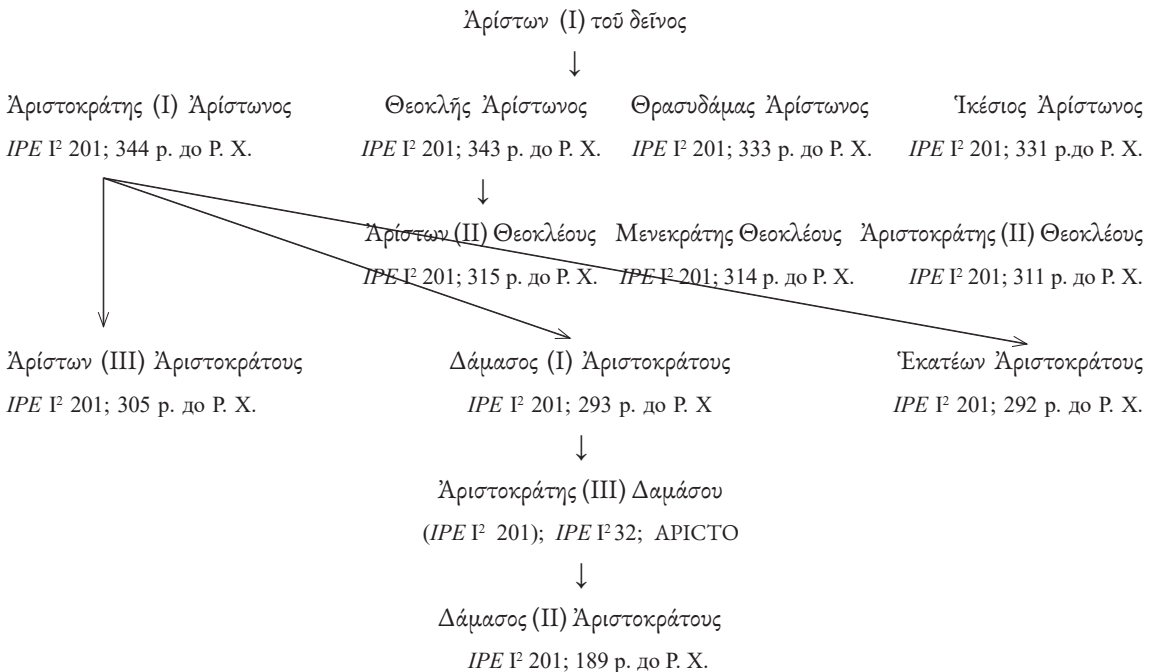 Ἀρίστων (I) τοῦ δεῖνος
↓
Ἀριστοκράτης (I) Ἀρίστωνος Θεοκλῆς Ἀρίστωνος Θρασυδάμας Ἀρίστωνος Ἱκέσιος Ἀρίστωνος
IPE I² 201; 344 р. до Р. Х. IPE I² 201; 343 р. до Р. Х. IPE I² 201; 333 р. до Р. Х. IPE I² 201; 331 р.до Р. Х.
↓
Ἀρίστων (II) Θεοκλέους Μενεκράτης Θεοκλέους Ἀριστοκράτης (II) Θεοκλέους
IPE I² 201; 315 р. до Р. Х. IPE I² 201; 314 р. до Р. Х. IPE I² 201; 311 р. до Р. Х.
Ἀρίστων (III) Ἀριστοκράτους Δάμασος (I) Ἀριστοκράτους Ἑκατέων Ἀριστοκράτους
IPE I² 201; 305 р. до Р. Х. IPE I² 201; 293 р. до Р. Х IPE I² 201; 292 р. до Р. Х.
↓
Ἀριστοκράτης (III) Δαμάσου
(IPE I² 201); IPE I² 32; ΑΡΙCΤΟ
↓
Δάμασος (II) Ἀριστοκράτους
IPE I² 201; 189 р. до Р. Х.